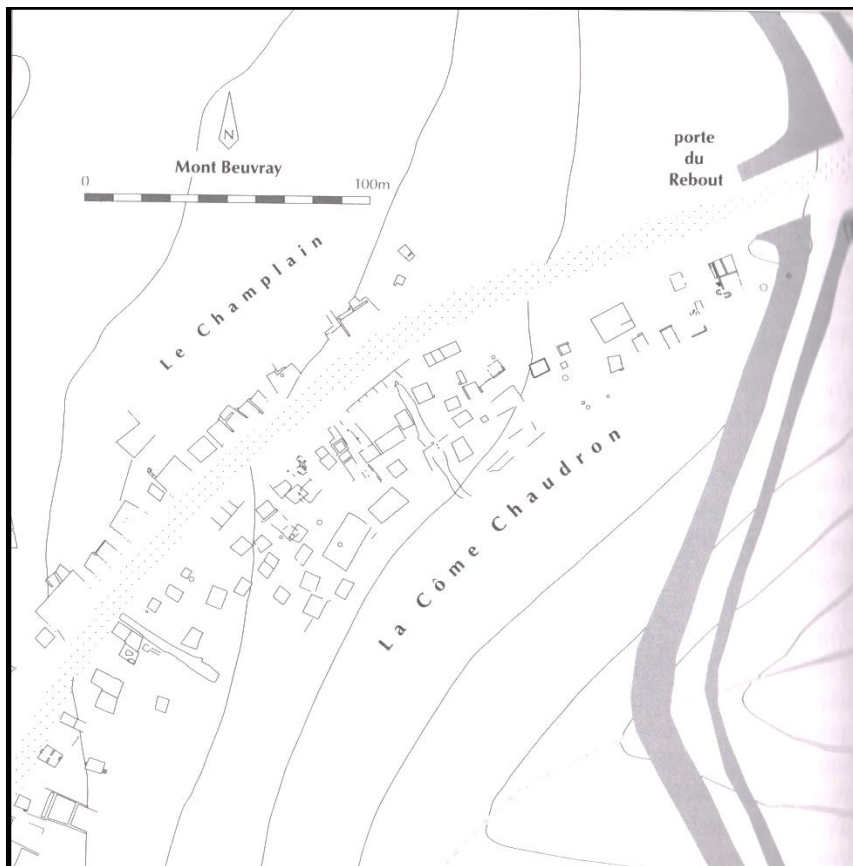 N
Mont Beuvray
0 100m
porte
du
Rebout
Le Champlain
La Côme Chaudron